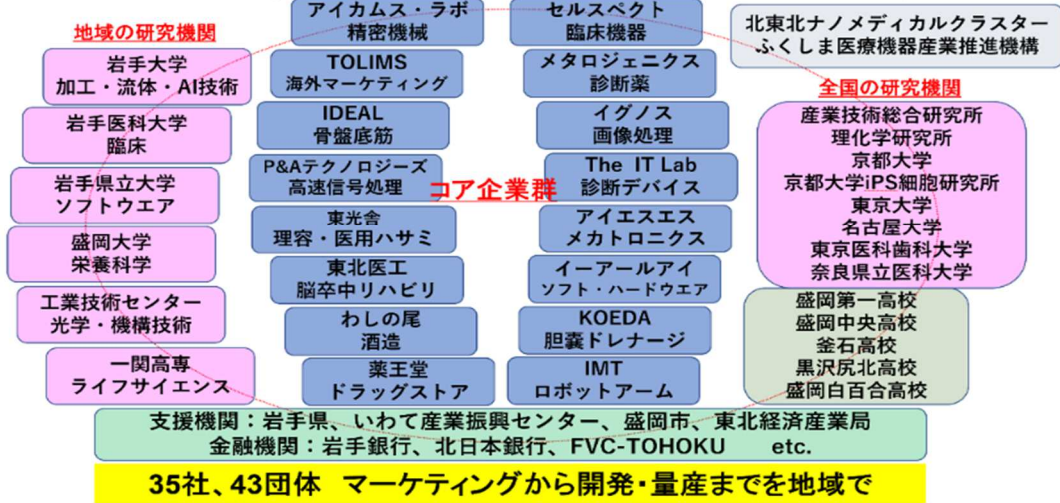 アイカムス・ラボ
精密機械
セルスペクト
臨床機器
北東北ナノメディカルクラスター
ふくしま医療機器産業推進機構
地域の研究機関
岩手大学
加工・流体・AI技術
岩手医科大学
臨床
岩手県立大学
ソフトウエア
盛岡大学
栄養科学
工業技術センター
光学・機構技術
一関高専
ライフサイエンス
TOLIMS
海外マーケティング
IDEAL
骨盤底筋
P&Aテクノロジーズ
高速信号処理
東光舎
理容・医用ハサミ
東北医工
脳卒中リハビリ
わしの尾
酒造
薬王堂
ドラッグストア
コア企業群
メタロジェニクス
診断薬
イグノス
画像処理
The IT Lab
診断デバイス
アイエスエス
メカトロニクス
イーアールアイ
ソフト・ハードウエア
KOEDA
胆嚢ドレナージ
IMT
ロボットアーム
全国の研究機関
産業技術総合研究所
理化学研究所
京都大学
京都大学iPS細胞研究所
東京大学
名古屋大学
東京医科歯科大学
奈良県立医科大学
盛岡第一高校
盛岡中央高校
釜石高校
黒沢尻北高校
盛岡白百合高校
支援機関：岩手県、いわて産業振興センター、盛岡市、東北経済産業局
金融機関：岩手銀行、北日本銀行、FVC-TOHOKU etc.
35社、43団体 マーケティングから開発・量産までを地域で